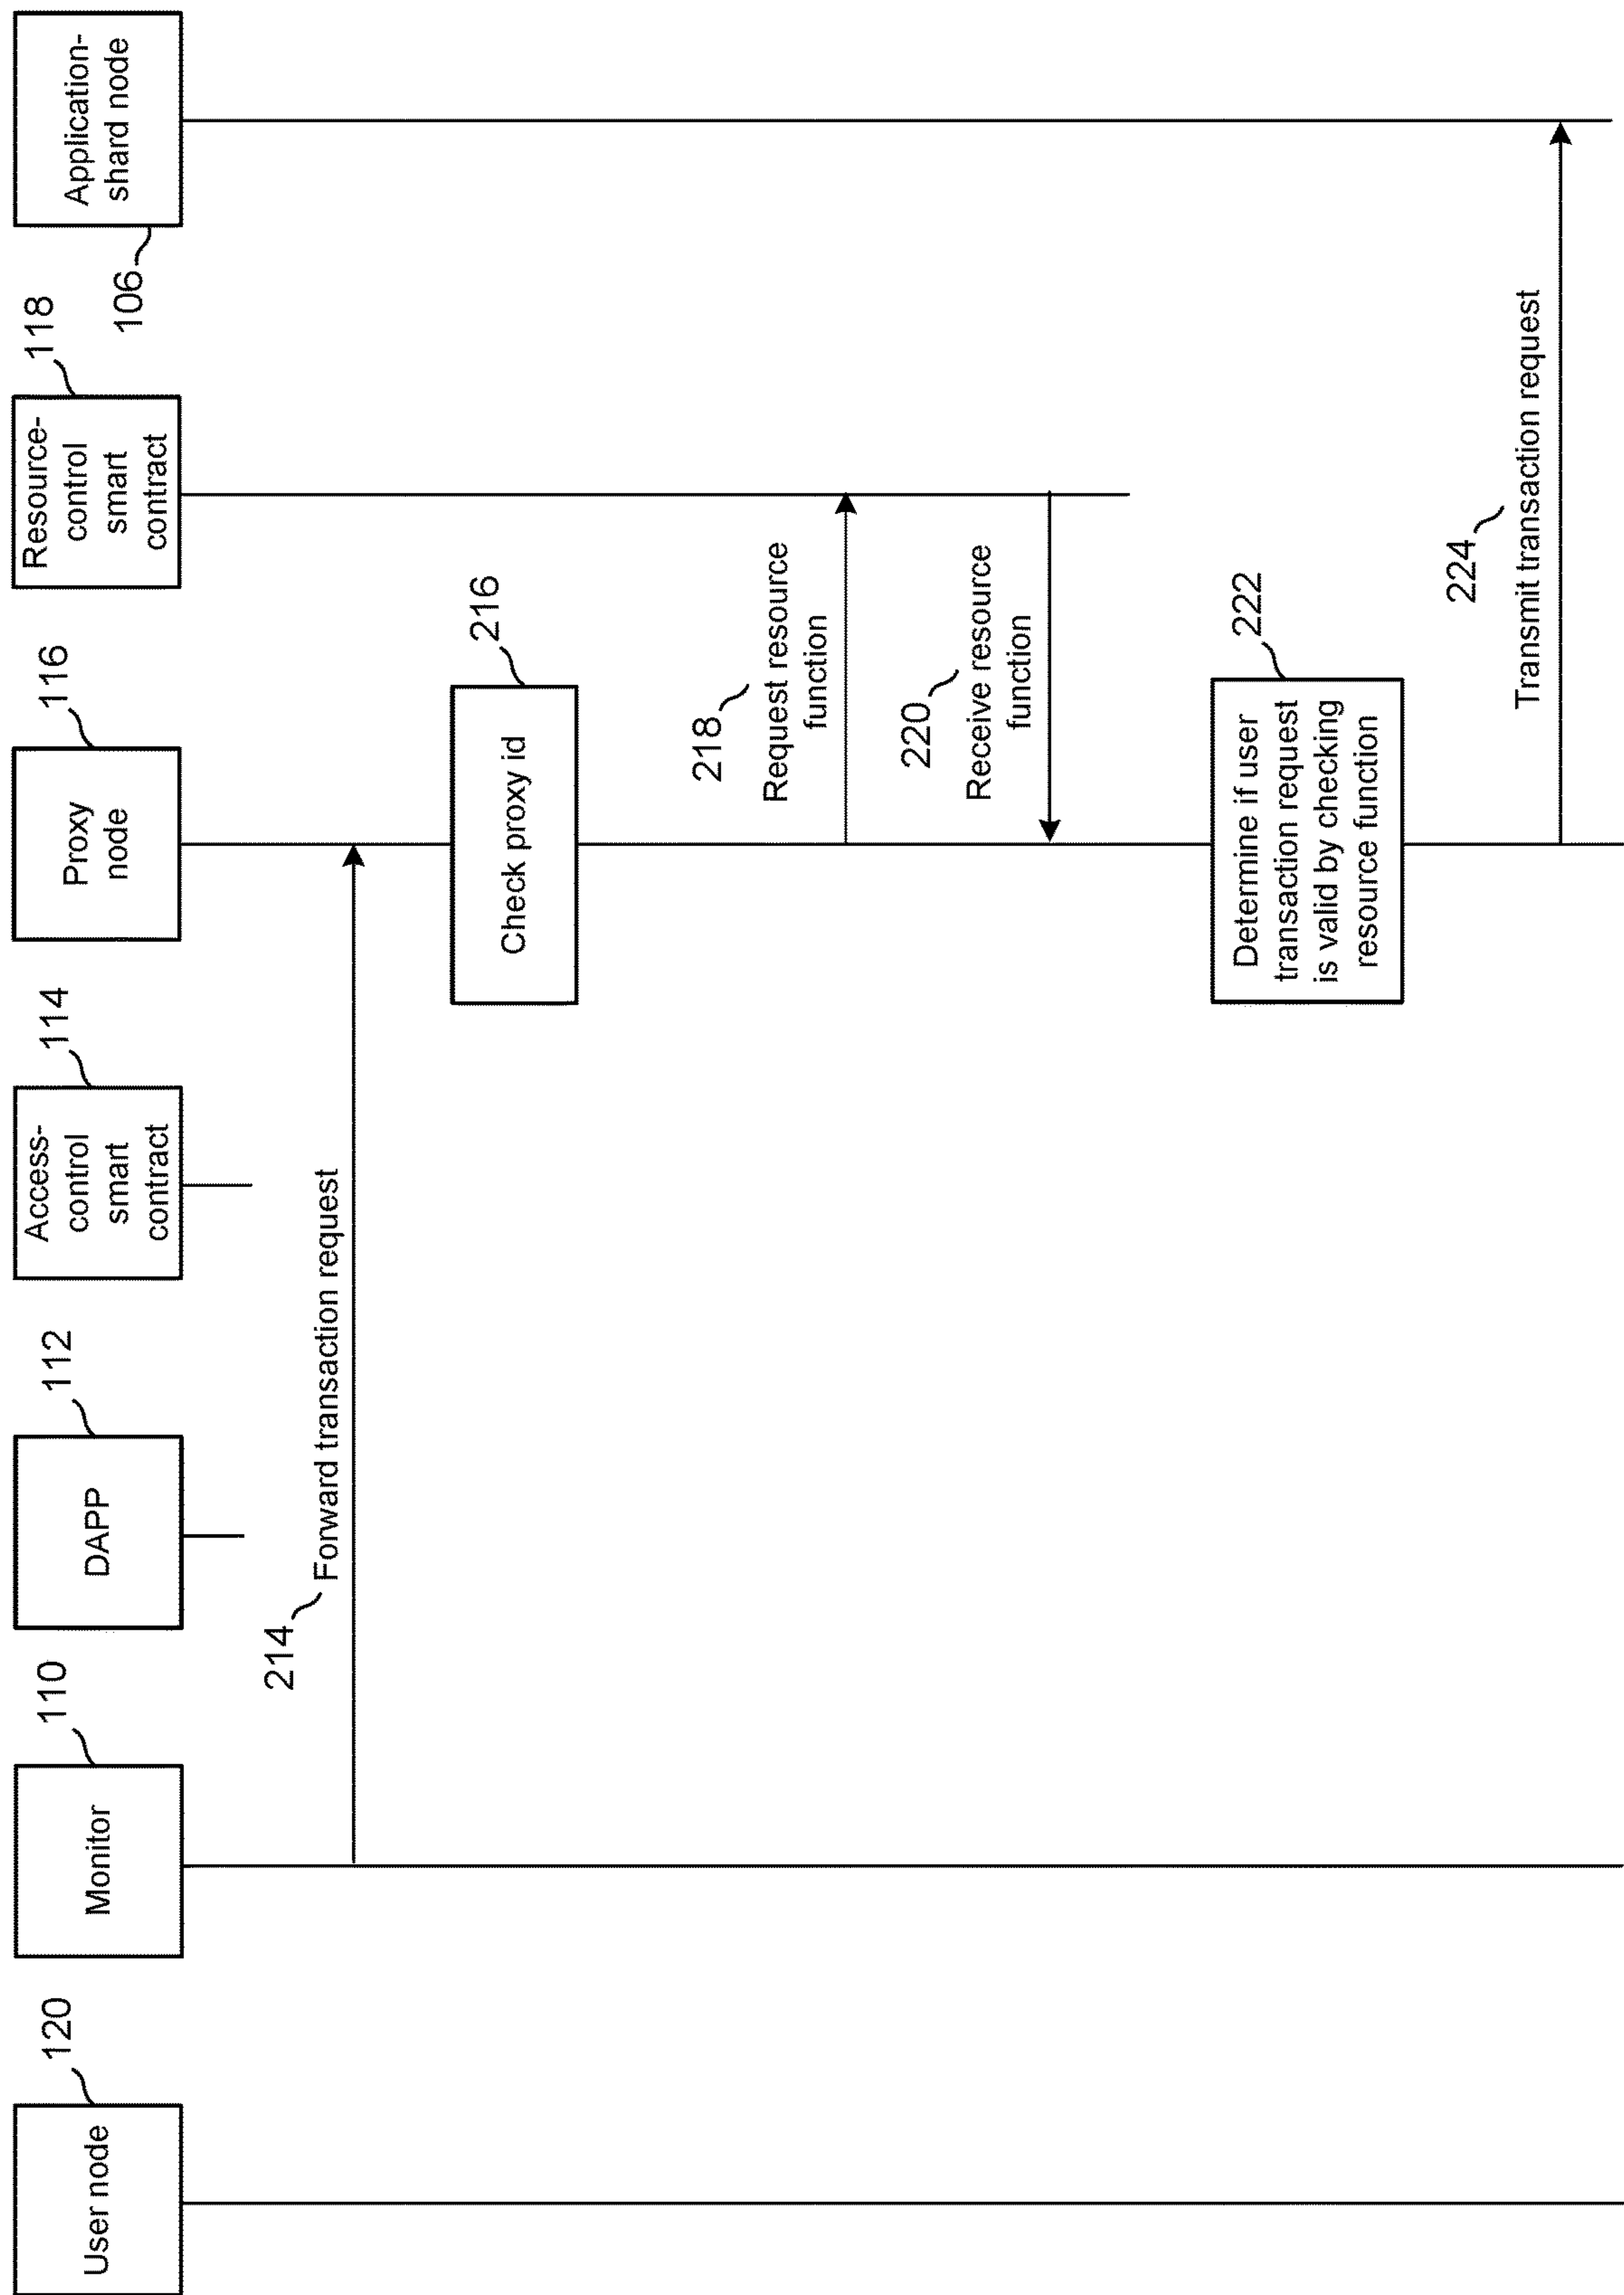 User node
120
Monitor
110
DAPP
112
Access-
control
smart
contract
114
Proxy
node
116
Resource-
control
smart
contract
118
Application-
shard node
106
214
Forward transaction request
Check proxy id
216
218
Request resource
function
220
Receive resource
function
Determine if user
transaction request
is valid by checking
resource function
222
224
Transmit transaction request